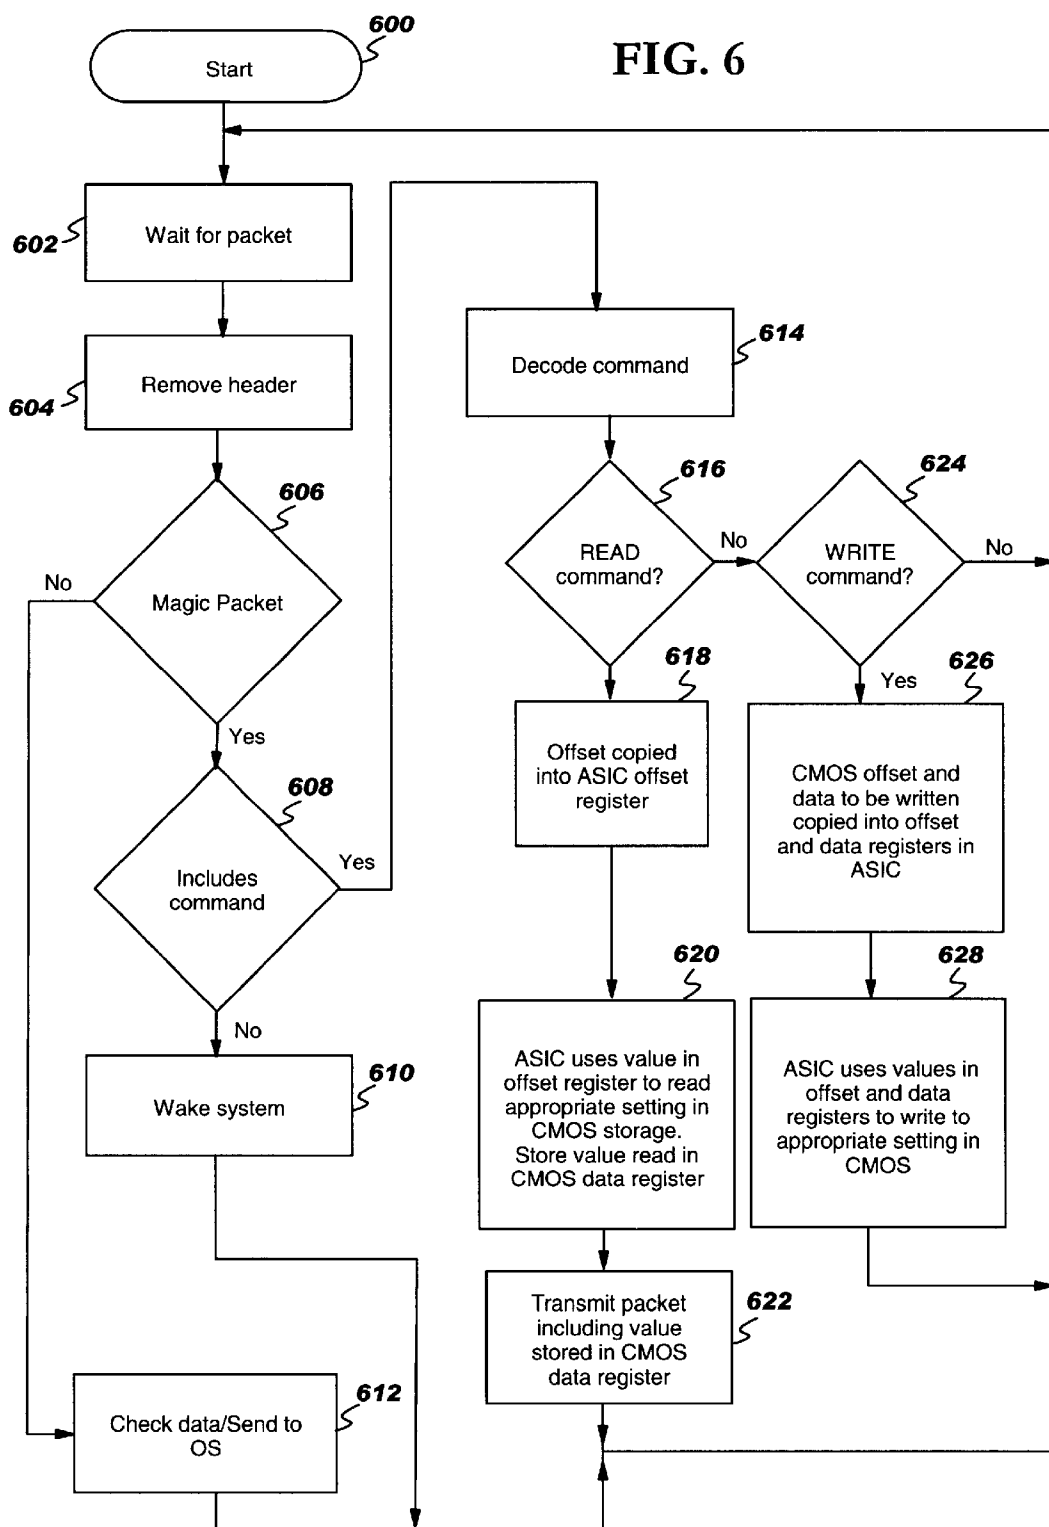 FIG. 6
600
Start
602
Wait for packet
604
Remove header
606
Magic Packet
No
Yes
608
Includes
command
Yes
No
610
Wake system
612
Check data/Send to
OS
614
Decode command
616
READ
command?
No
618
Offset copied
into ASIC offset
register
620
ASIC uses value in
offset register to read
appropriate setting in
CMOS storage.
Store value read in
CMOS data register
622
Transmit packet
including value
stored in CMOS
data register
624
WRITE
command?
No
Yes
626
CMOS offset and
data to be written
copied into offset
and data registers in
ASIC
628
ASIC uses values in
offset and data
registers to write to
appropriate setting in
CMOS